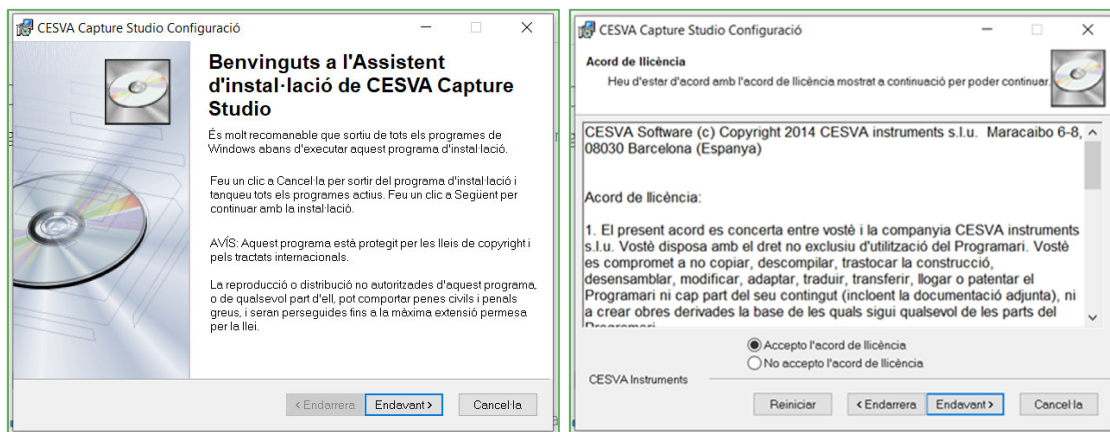 CESVA Capture Studio Configuració
Benvinguts a l'Assistent
d'instal·lació de CESVA Capture
Studio
És molt recomanable que sortiu de tots els programes de
Windows abans d'executar aquest programa d'instal·lació.
Feu un clic a Cancel·la per sortir del programa d'instal·lació i
tanqueu tots els programes actius. Feu un clic a Següent per
continuar amb la instal·lació.
AVÍS: Aquest programa està protegit per les lleis de copyright i
pels tractats internacionals.
La reproducció o distribució no autoritzades d'aquest programa,
o de qualsevol part d'ell, pot comportar penes civils i penals
greus, i seran perseguides fins a la màxima extensió permesa
per la llei.
< Endarrera Endavant > Cancel·la
CESVA Capture Studio Configuració
Acord de llicència
Heu d'estar d'acord amb l'acord de llicència mostrat a continuació per poder continuar.
CESVA Software (c) Copyright 2014 CESVA instruments s.l.u. Maracaibo 6-8,
08030 Barcelona (Espanya)
Acord de llicència:
1. El present acord es concerta entre vostè i la companyia CESVA instruments
s.l.u. Vostè disposa amb el dret no exclusiu d'utilització del Programari. Vostè
es compromet a no copiar, descompilar, trastocar la construcció,
desensamblar, modificar, adaptar, traduir, transferir, llogar o patentar el
Programari ni cap part del seu contingut (incloent la documentació adjunta), ni
a crear obres derivades la base de les quals sigui qualsevol de les parts del
Accepto l'acord de llicència
No accepto l'acord de llicència
CESVA Instruments
Reiniciar < Endarrera Endavant > Cancel·la